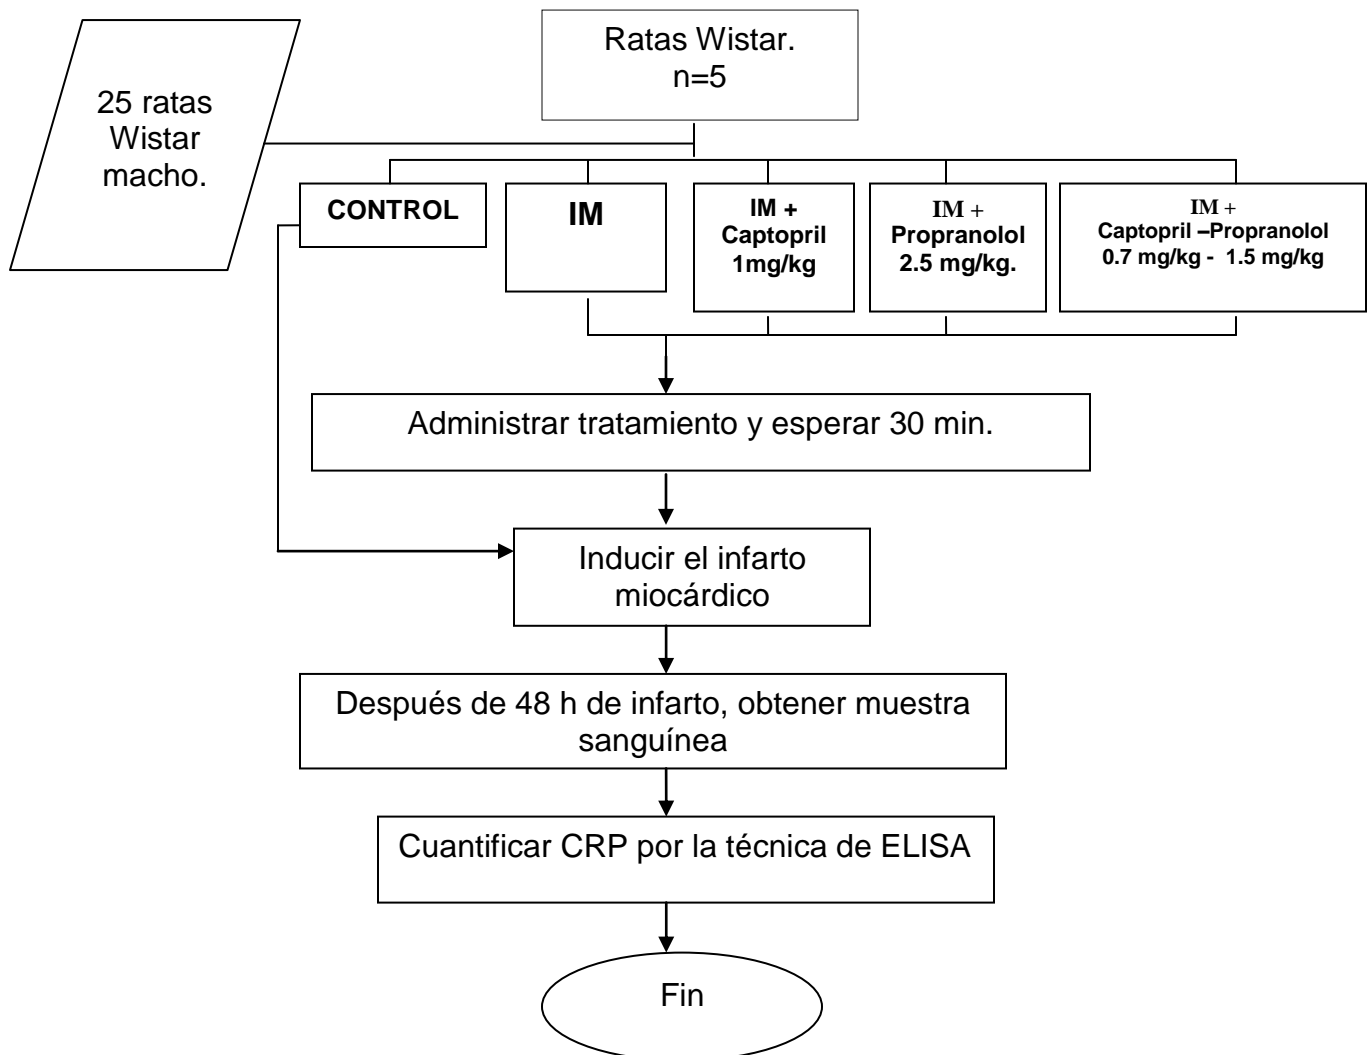 Ratas Wistar.
n=5
25 ratas
Wistar
macho.
CONTROL
IM
IM +
Captopril
1mg/kg
IM +
Propranolol
2.5 mg/kg.
IM +
Captopril –Propranolol
0.7 mg/kg - 1.5 mg/kg
Administrar tratamiento y esperar 30 min.
Inducir el infarto
miocárdico
Después de 48 h de infarto, obtener muestra
sanguínea
Cuantificar CRP por la técnica de ELISA
Fin